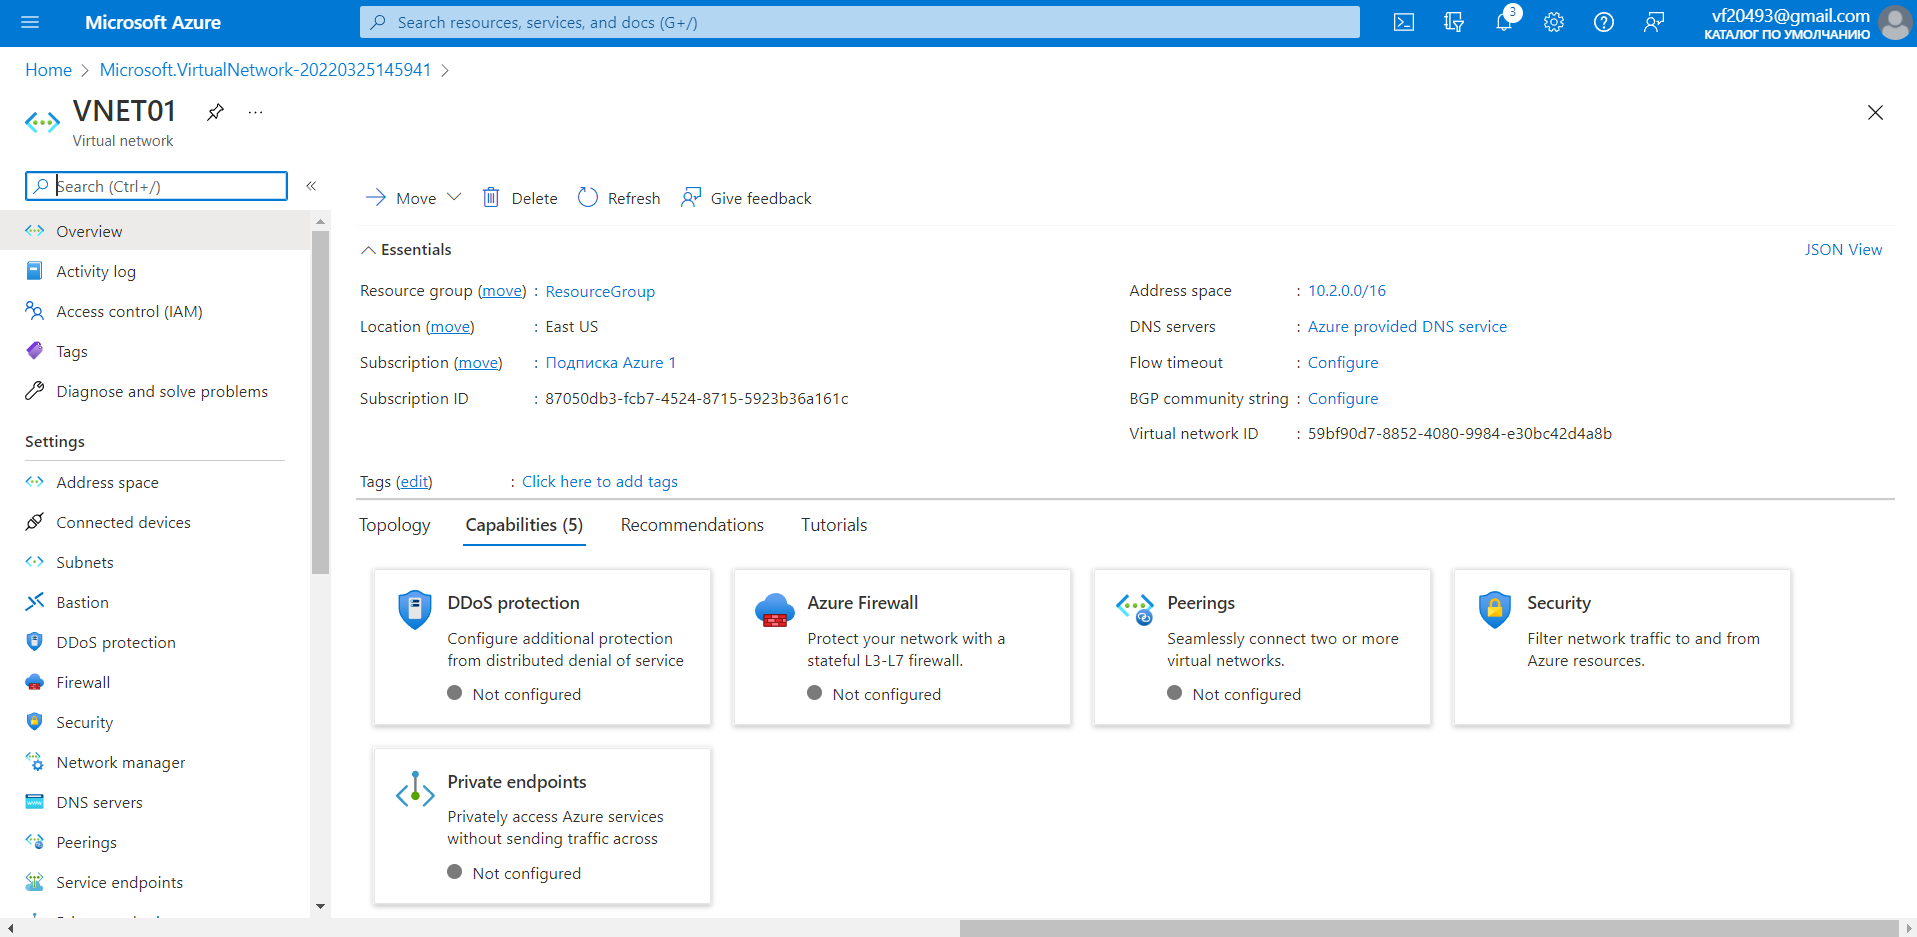 Microsoft Azure
Search resources, services, and docs (G+/)
3
vf20493@gmail.com
КАТАЛОГ ПО УМОЛЧАНИЮ
Home > Microsoft.VirtualNetwork-20220325145941 >
VNET01
...
Virtual network
Search (Ctrl+/)
«
Overview
Activity log
Access control (IAM)
Tags
Diagnose and solve problems
Settings
Address space
Connected devices
Subnets
Bastion
DDoS protection
Firewall
Security
Network manager
DNS servers
Peerings
Service endpoints
Move
Delete
Refresh
Give feedback
Essentials
JSON View
Resource group (move) : ResourceGroup
Location (move) : East US
Subscription (move) : Подписка Azure 1
Subscription ID : 87050db3-fcb7-4524-8715-5923b36a161c
Address space : 10.2.0.0/16
DNS servers : Azure provided DNS service
Flow timeout : Configure
BGP community string : Configure
Virtual network ID : 59bf90d7-8852-4080-9984-e30bc42d4a8b
Tags (edit) : Click here to add tags
Topology
Capabilities (5)
Recommendations
Tutorials
DDoS protection
Configure additional protection
from distributed denial of service
Not configured
Azure Firewall
Protect your network with a
stateful L3-L7 firewall.
Not configured
Peerings
Seamlessly connect two or more
virtual networks.
Not configured
Security
Filter network traffic to and from
Azure resources.
Private endpoints
Privately access Azure services
without sending traffic across
Not configured